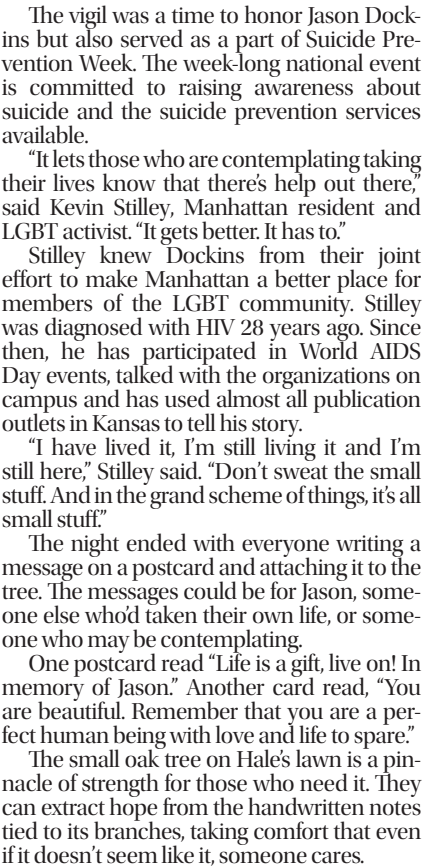 The vigil was a time to honor Jason Dock-
ins but also served as a part of Suicide Pre-
vention Week. The week-long national event
is committed to raising awareness about
suicide and the suicide prevention services
available.
“It lets those who are contemplating taking
their lives know that there’s help out there,”
said Kevin Stilley, Manhattan resident and
LGBT activist. “It gets better. It has to.”
Stilley knew Dockins from their joint
effort to make Manhattan a better place for
members of the LGBT community. Stilley
was diagnosed with HIV 28 years ago. Since
then, he has participated in World AIDS
Day events, talked with the organizations on
campus and has used almost all publication
outlets in Kansas to tell his story.
“I have lived it, I’m still living it and I’m
still here,” Stilley said. “Don’t sweat the small
stuff. And in the grand scheme of things, it’s all
small stuff.”
The night ended with everyone writing a
message on a postcard and attaching it to the
tree. The messages could be for Jason, some-
one else who’d taken their own life, or some-
one who may be contemplating.
One postcard read “Life is a gift, live on! In
memory of Jason.” Another card read, “You
are beautiful. Remember that you are a per-
fect human being with love and life to spare.”
The small oak tree on Hale’s lawn is a pin-
nacle of strength for those who need it. They
can extract hope from the handwritten notes
tied to its branches, taking comfort that even
if it doesn’t seem like it, someone cares.